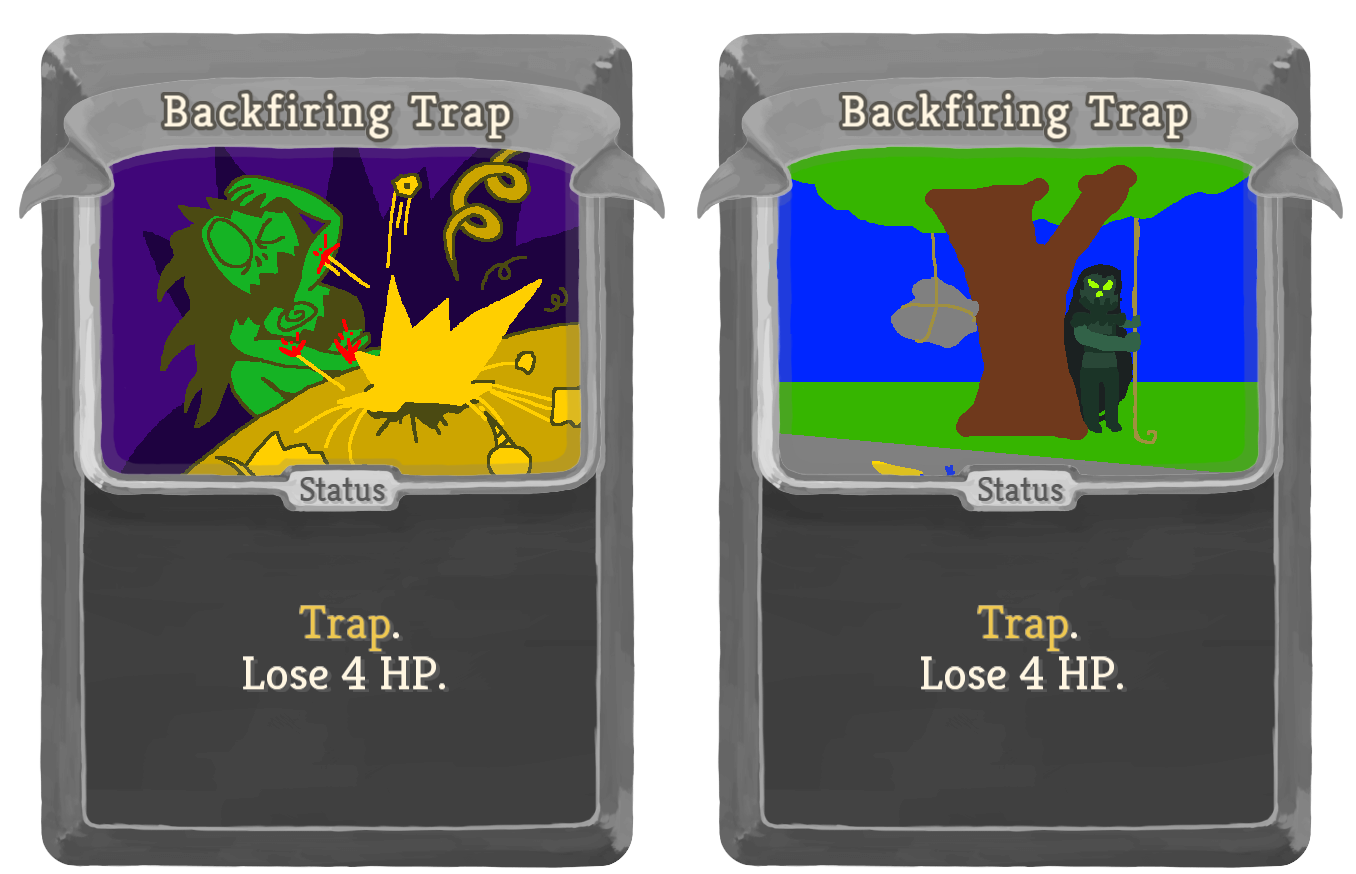 Backfiring Trap
Status
Trap.
Lose 4 HP.
Backfiring Trap
Status
Trap.
Lose 4 HP.